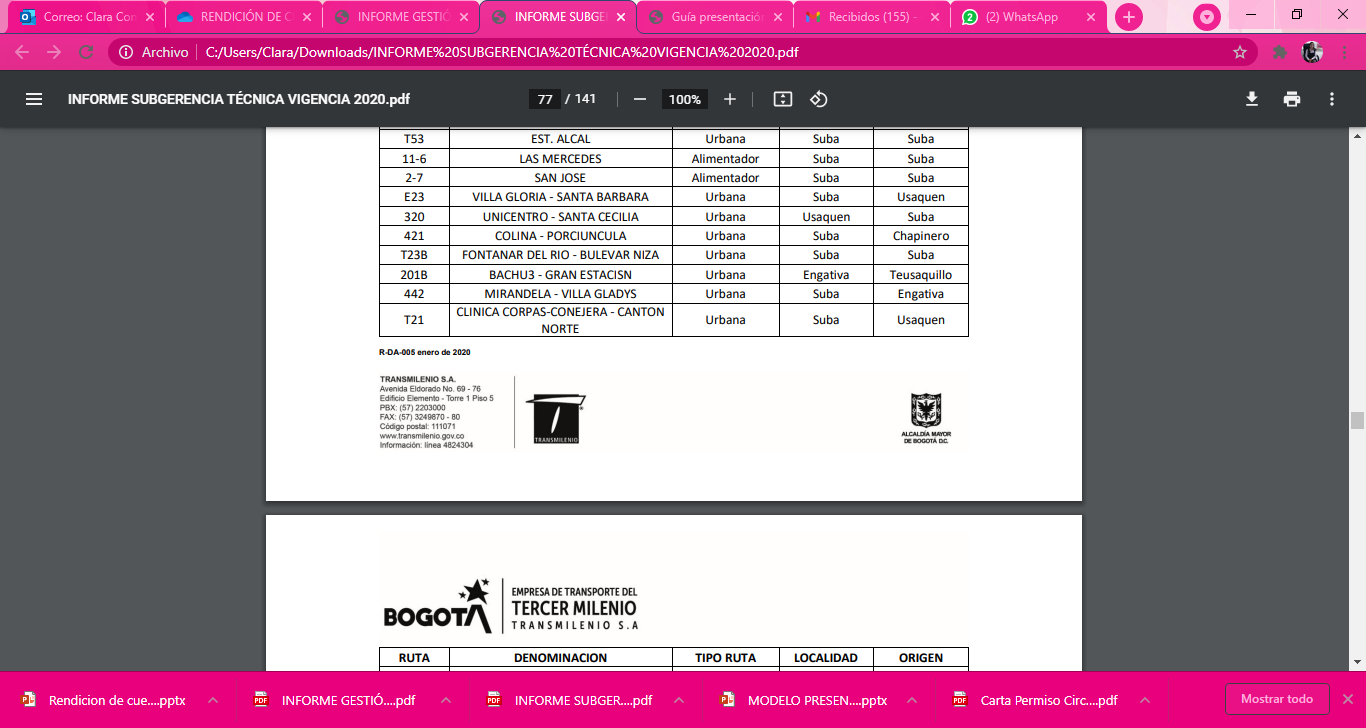 Correo: Clara Con
RENDICIÓN DE C
INFORME GESTIÓ
INFORME SUBGE
Guía presentación
Recibidos (155) -
(2) WhatsApp
Archivo C:/Users/Clara/Downloads/INFORME%20SUBGERENCIA%20TÉCNICA%20VIGENCIA%202020.pdf
INFORME SUBGERENCIA TÉCNICA VIGENCIA 2020.pdf 77 / 141 100%
T53 EST. ALCAL Urbana Suba Suba
11-6 LAS MERCEDES Alimentador Suba Suba
2-7 SAN JOSE Alimentador Suba Suba
E23 VILLA GLORIA - SANTA BARBARA Urbana Suba Usaquen
320 UNICENTRO - SANTA CECILIA Urbana Usaquen Suba
421 COLINA - PORCIUNCULA Urbana Suba Chapinero
T23B FONTANAR DEL RIO - BULEVAR NIZA Urbana Suba Suba
201B BACHU3 - GRAN ESTACISN Urbana Engativa Teusaquillo
442 MIRANDELA - VILLA GLADYS Urbana Suba Engativa
T21 CLINICA CORPAS-CONEJERA - CANTON Urbana Suba Usaquen
NORTE
R-DA-005 enero de 2020
TRANSMILENIO S.A.
Avenida Eldorado No. 69 - 76
Edificio Elemento - Torre 1 Piso 5
PBX: (57) 2203000
FAX: (57) 3249870 - 80
Código postal: 111071
www.transmilenio.gov.co
Información: línea 4824304
TRANSMILENIO
ALCALDÍA MAYOR
DE BOGOTÁ D.C.
BOGOTÁ
EMPRESA DE TRANSPORTE DEL
TERCER MILENIO
TRANSMILENIO S.A
RUTA DENOMINACION TIPO RUTA LOCALIDAD ORIGEN
Rendicion de cue....pptx
INFORME GESTIÓ....pdf
INFORME SUBGER....pdf
MODELO PRESEN....pptx
Carta Permiso Circ....pdf
Mostrar todo